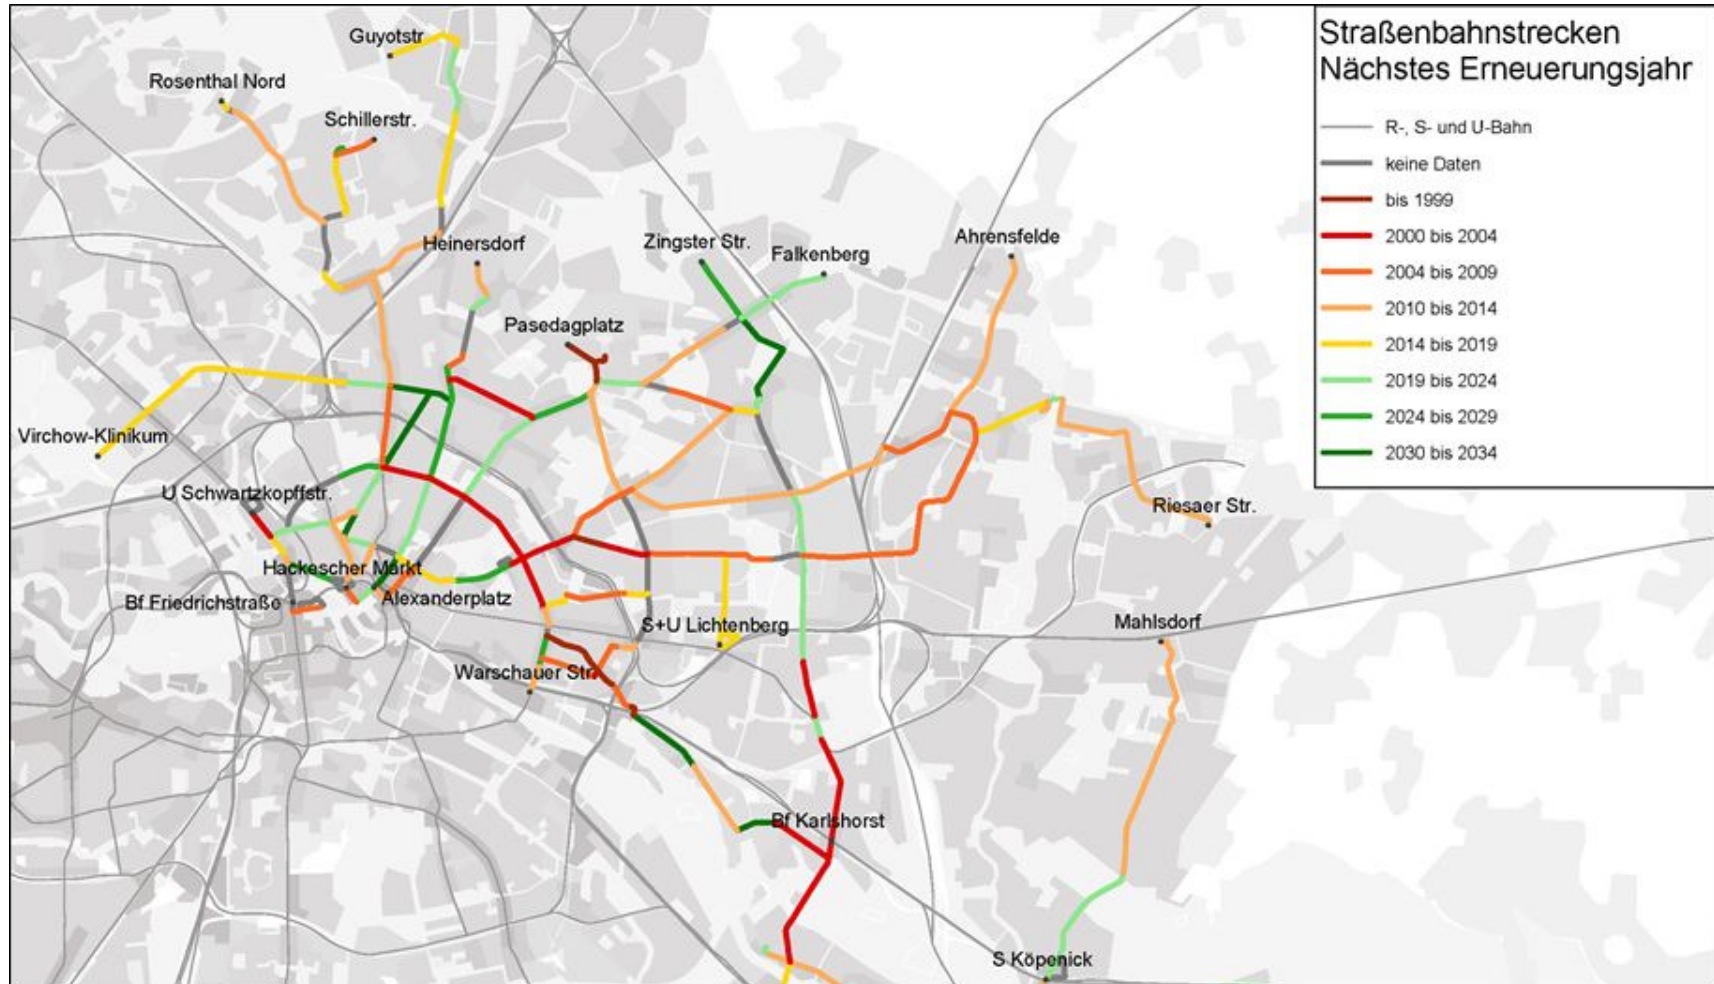 Straßenbahnstrecken
Nächstes Erneuerungsjahr
R-, S- und U-Bahn
keine Daten
bis 1999
2000 bis 2004
2004 bis 2009
2010 bis 2014
2014 bis 2019
2019 bis 2024
2024 bis 2029
2030 bis 2034
Guyotstr
Rosenthal Nord
Schillerstr.
Heinersdorf
Zingster Str.
Falkenberg
Ahrensfelde
Pasedagplatz
Virchow-Klinikum
U Schwartzkopffstr.
Riesaer Str.
Hackescher Markt
Bf Friedrichstraße
Alexanderplatz
S+U Lichtenberg
Mahlsdorf
Warschauer Str.
Bf Karlshorst
S Köpenick